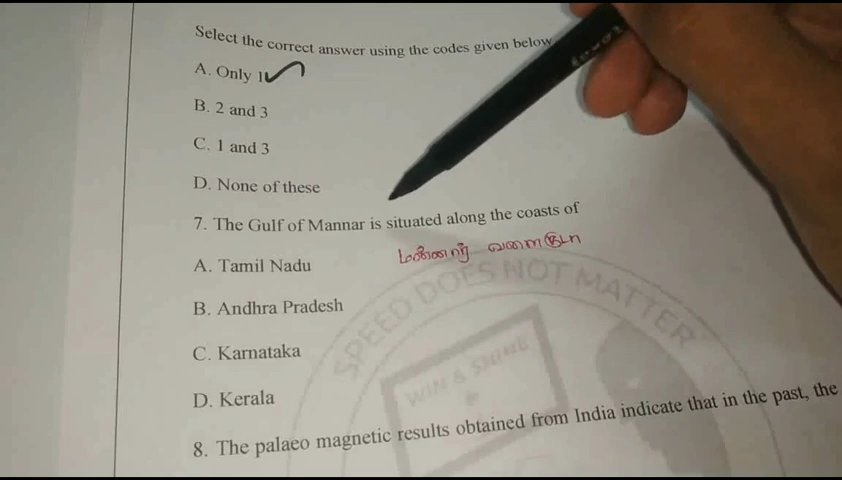 Select the correct answer using the codes given below
A. Only 1
B. 2 and 3
C. 1 and 3
D. None of these
7. The Gulf of Mannar is situated along the coasts of
மன்னார் வளைகுடா
A. Tamil Nadu
B. Andhra Pradesh
C. Karnataka
D. Kerala
SPEED DOES NOT MATTER
WIN & SHINE
8. The palaeo magnetic results obtained from India indicate that in the past, the